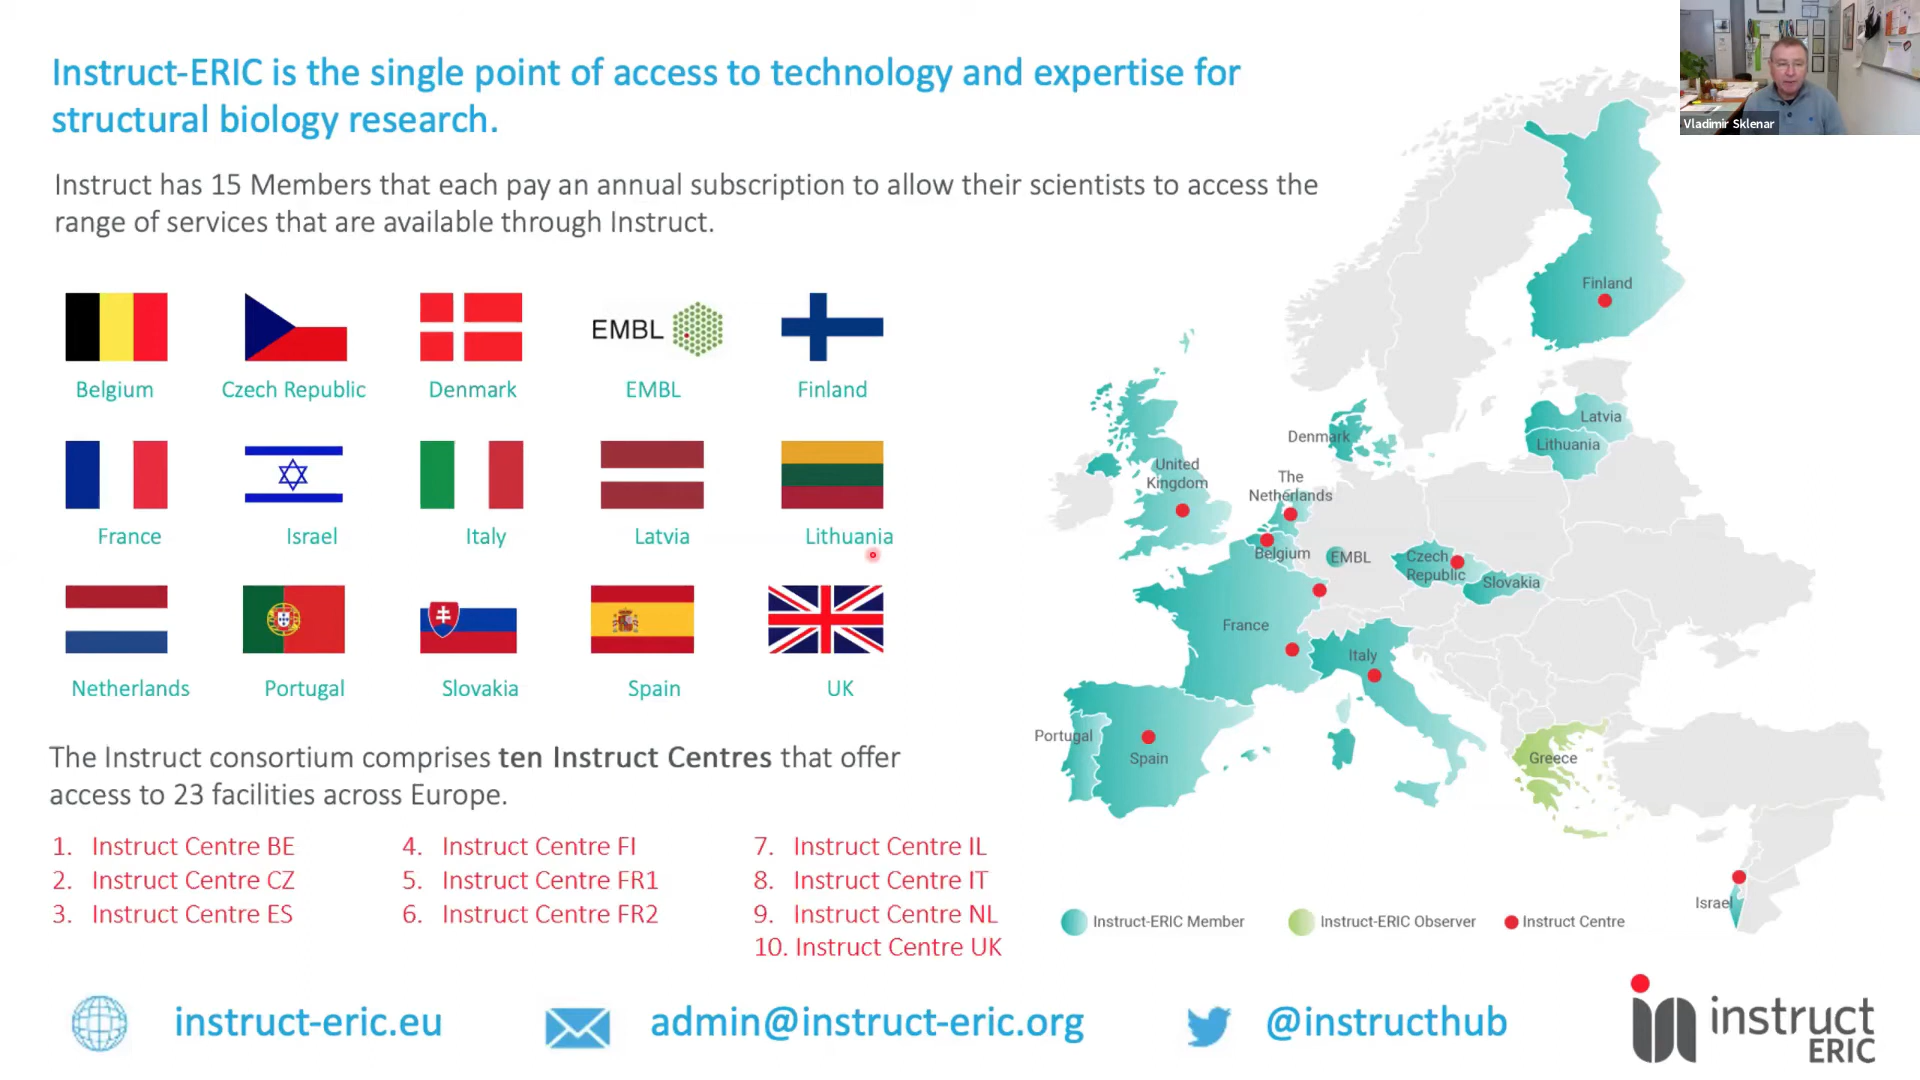 Instruct-ERIC is the single point of access to technology and expertise for
structural biology research.
Vladimir Sklenar
Instruct has 15 Members that each pay an annual subscription to allow their scientists to access the
range of services that are available through Instruct.
EMBL
Belgium
Czech Republic
Denmark
EMBL
Finland
France
Israel
Italy
Latvia
Lithuania
Netherlands
Portugal
Slovakia
Spain
UK
The Instruct consortium comprises ten Instruct Centres that offer
access to 23 facilities across Europe.
1. Instruct Centre BE
2. Instruct Centre CZ
3. Instruct Centre ES
4. Instruct Centre FI
5. Instruct Centre FR1
6. Instruct Centre FR2
7. Instruct Centre IL
8. Instruct Centre IT
9. Instruct Centre NL
10. Instruct Centre UK
Finland
Latvia
Lithuania
Denmark
United
Kingdom
The
Netherlands
Belgium
EMBL
Czech
Republic
Slovakia
France
Italy
Portugal
Spain
Greece
Israel
Instruct-ERIC Member
Instruct-ERIC Observer
Instruct Centre
instruct-eric.eu
admin@instruct-eric.org
@instructhub
instruct
ERIC